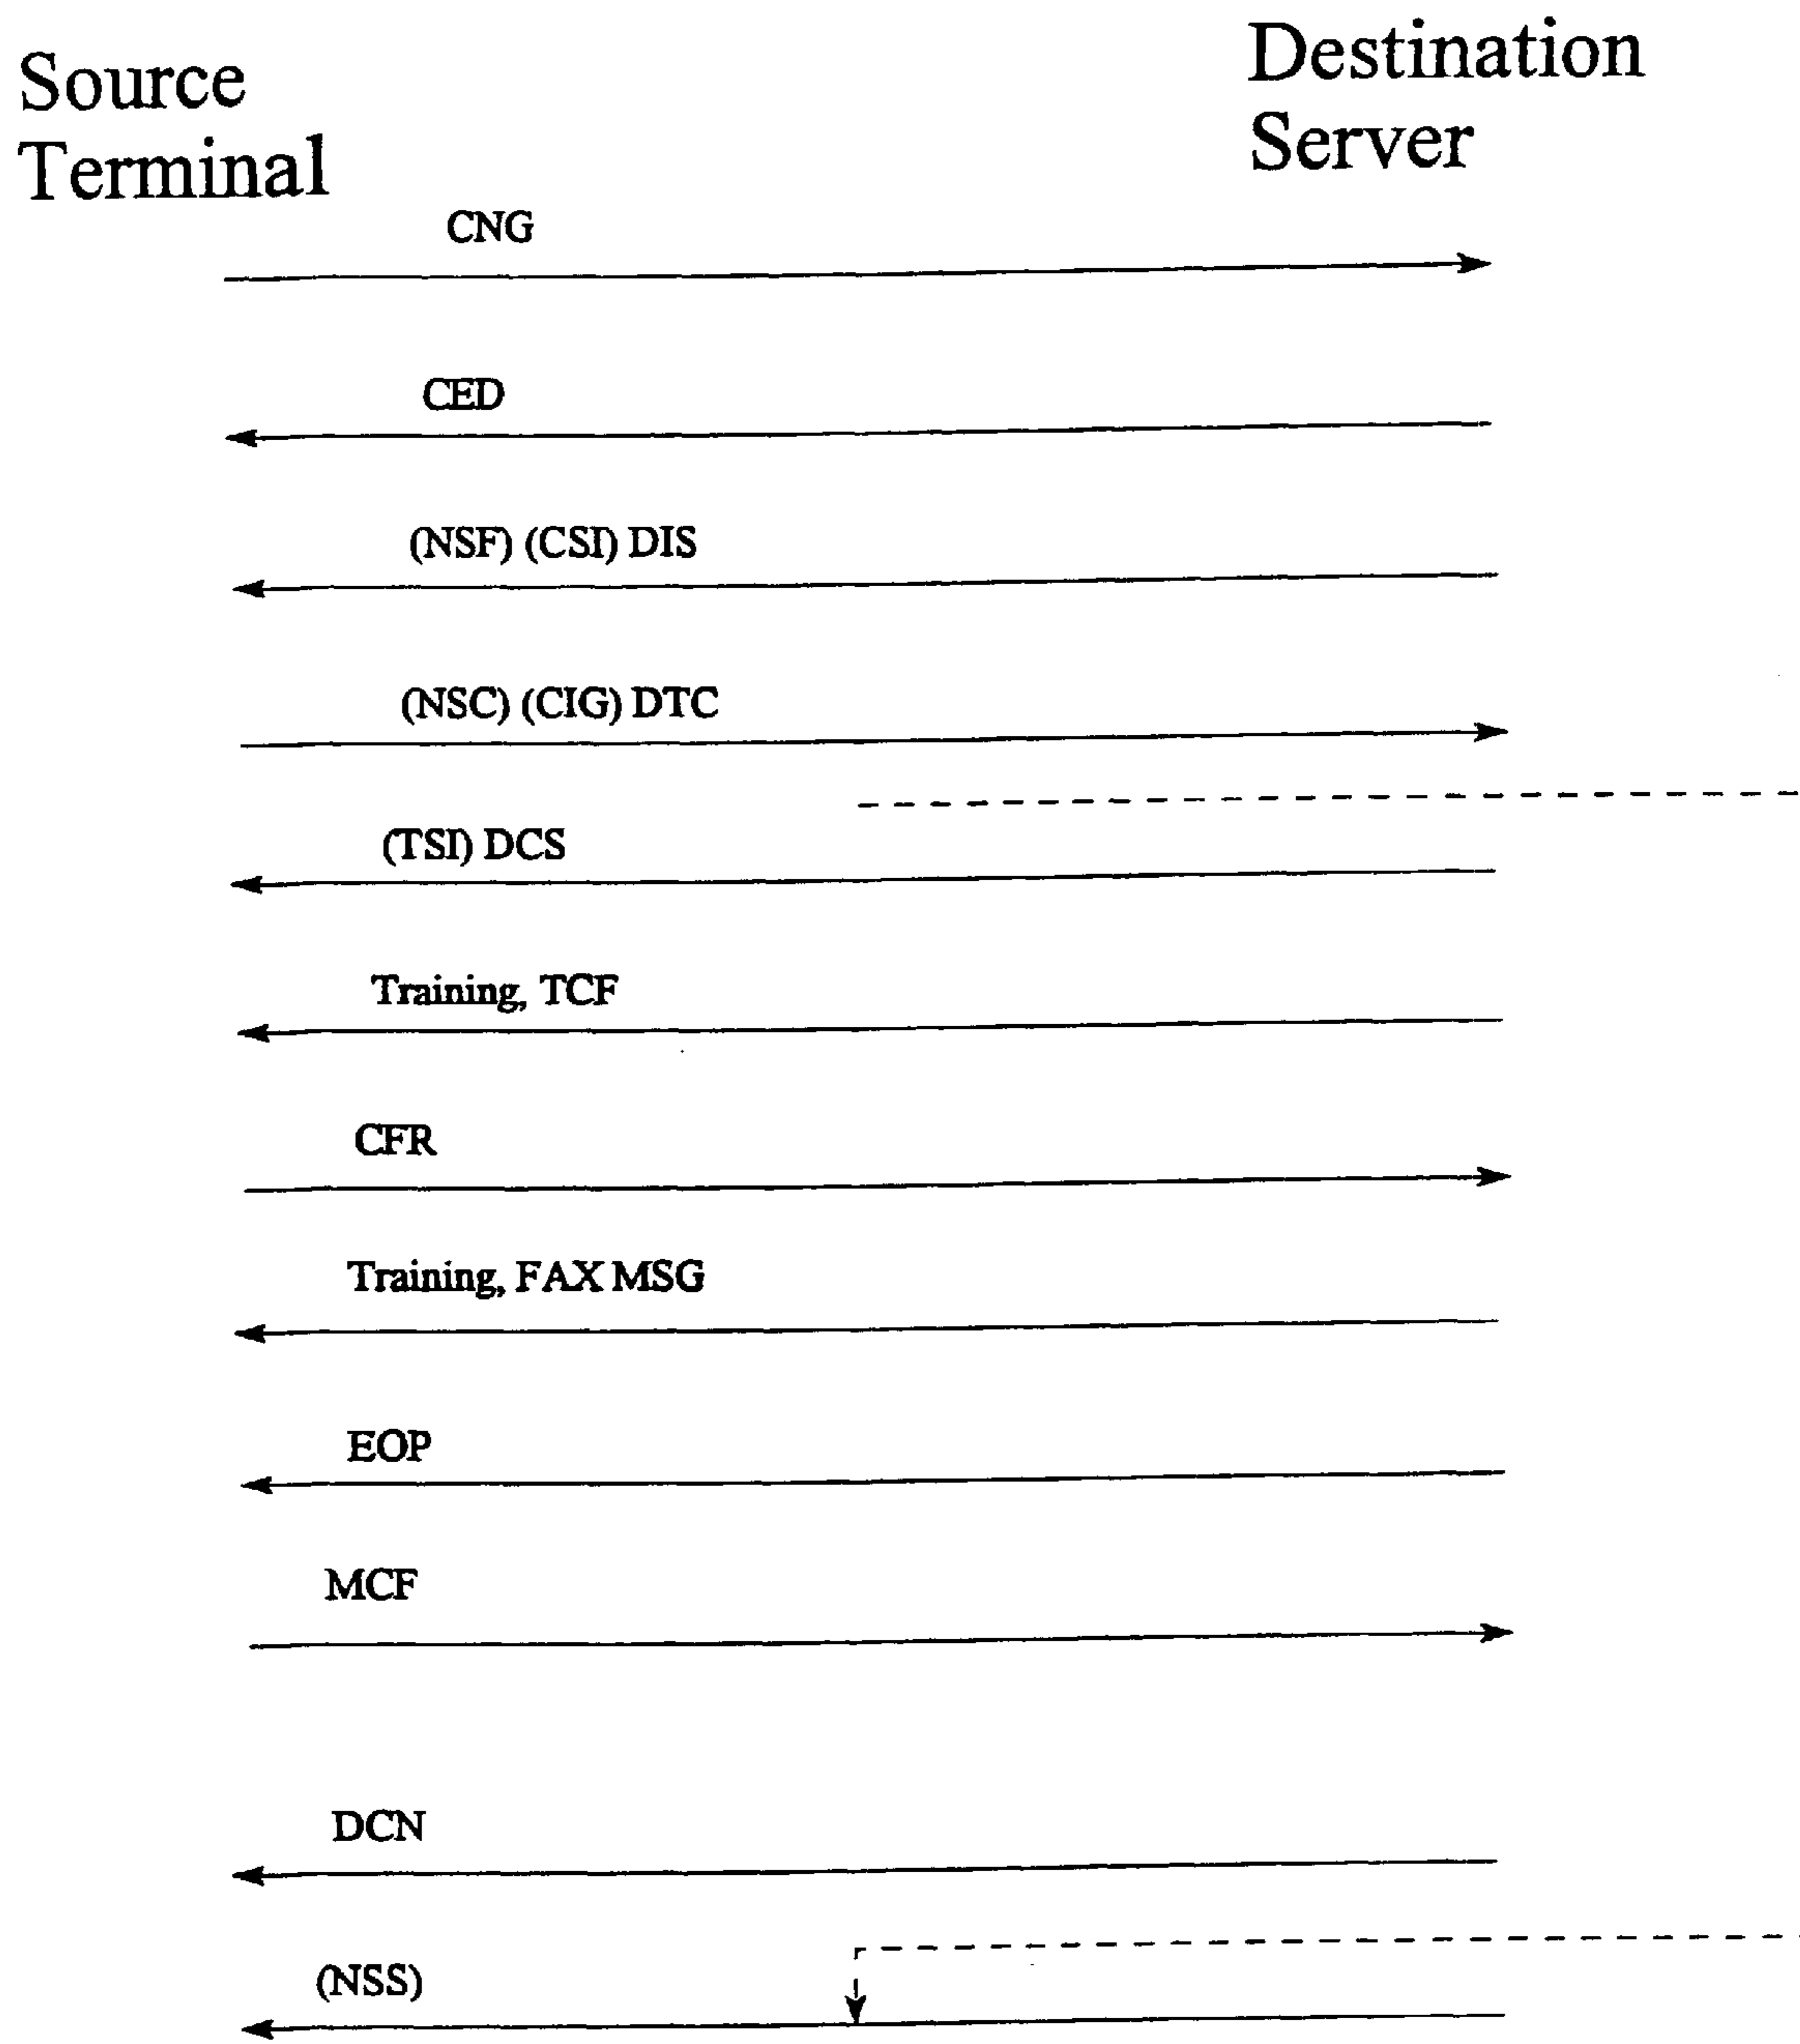 Source
Terminal
Destination
Server
CNG
CED
(NSF) (CSI) DIS
(NSC) (CIG) DTC
(TSI) DCS
Training, TCF
CFR
Training, FAX MSG
EOP
MCF
DCN
(NSS)